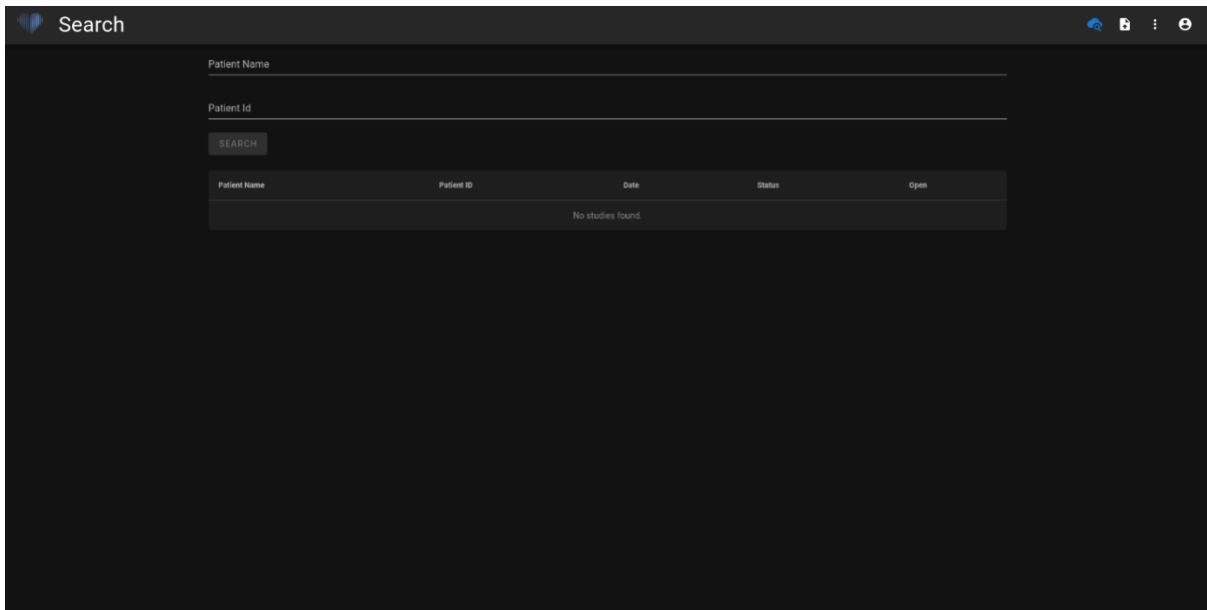 Search
Patient Name
Patient Id
SEARCH
Patient Name Patient ID Date Status Open
No studies found.